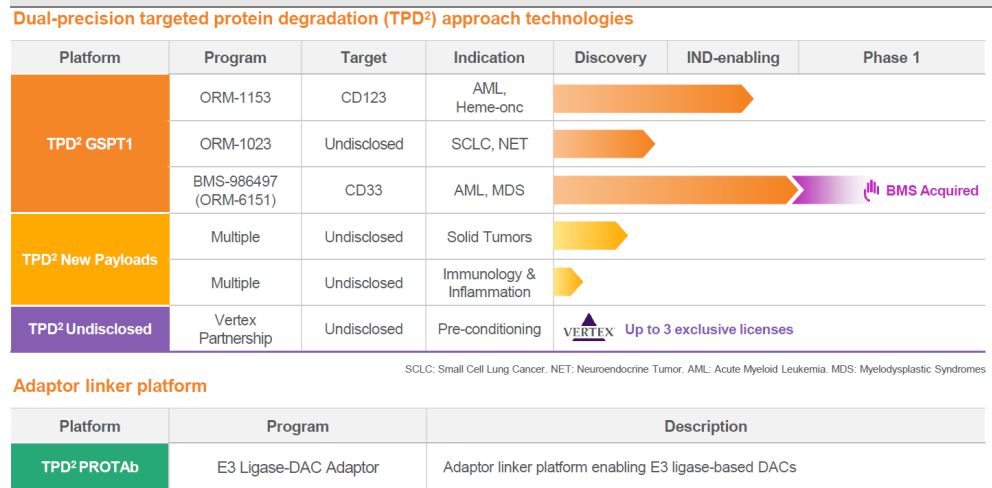 Dual-precision targeted protein degradation (TPD²) approach technologies
Platform Program Target Indication Discovery IND-enabling Phase 1
TPD² GSPT1
ORM-1153 CD123 AML,
Heme-onc
ORM-1023 Undisclosed SCLC, NET
BMS-986497
(ORM-6151) CD33 AML, MDS BMS Acquired
TPD² New Payloads
Multiple Undisclosed Solid Tumors
Multiple Undisclosed Immunology &
Inflammation
TPD² Undisclosed Vertex
Partnership Undisclosed Pre-conditioning VERTEX Up to 3 exclusive licenses
SCLC: Small Cell Lung Cancer. NET: Neuroendocrine Tumor. AML: Acute Myeloid Leukemia. MDS: Myelodysplastic Syndromes
Adaptor linker platform
Platform Program Description
TPD² PROTAb E3 Ligase-DAC Adaptor Adaptor linker platform enabling E3 ligase-based DACs